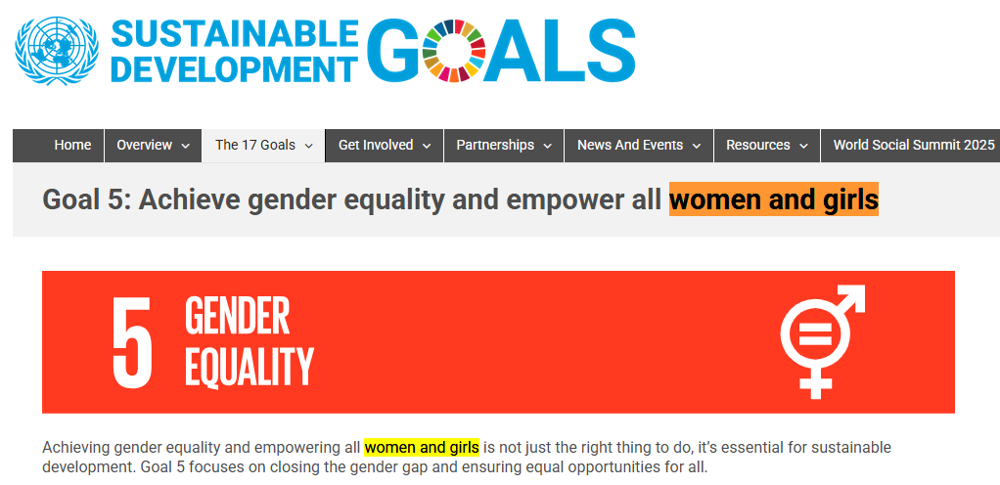 SUSTAINABLE
DEVELOPMENT
GOALS
Home Overview The 17 Goals Get Involved Partnerships News And Events Resources World Social Summit 2025
Goal 5: Achieve gender equality and empower all women and girls
5 GENDER
EQUALITY
Achieving gender equality and empowering all women and girls is not just the right thing to do, it’s essential for sustainable
development. Goal 5 focuses on closing the gender gap and ensuring equal opportunities for all.